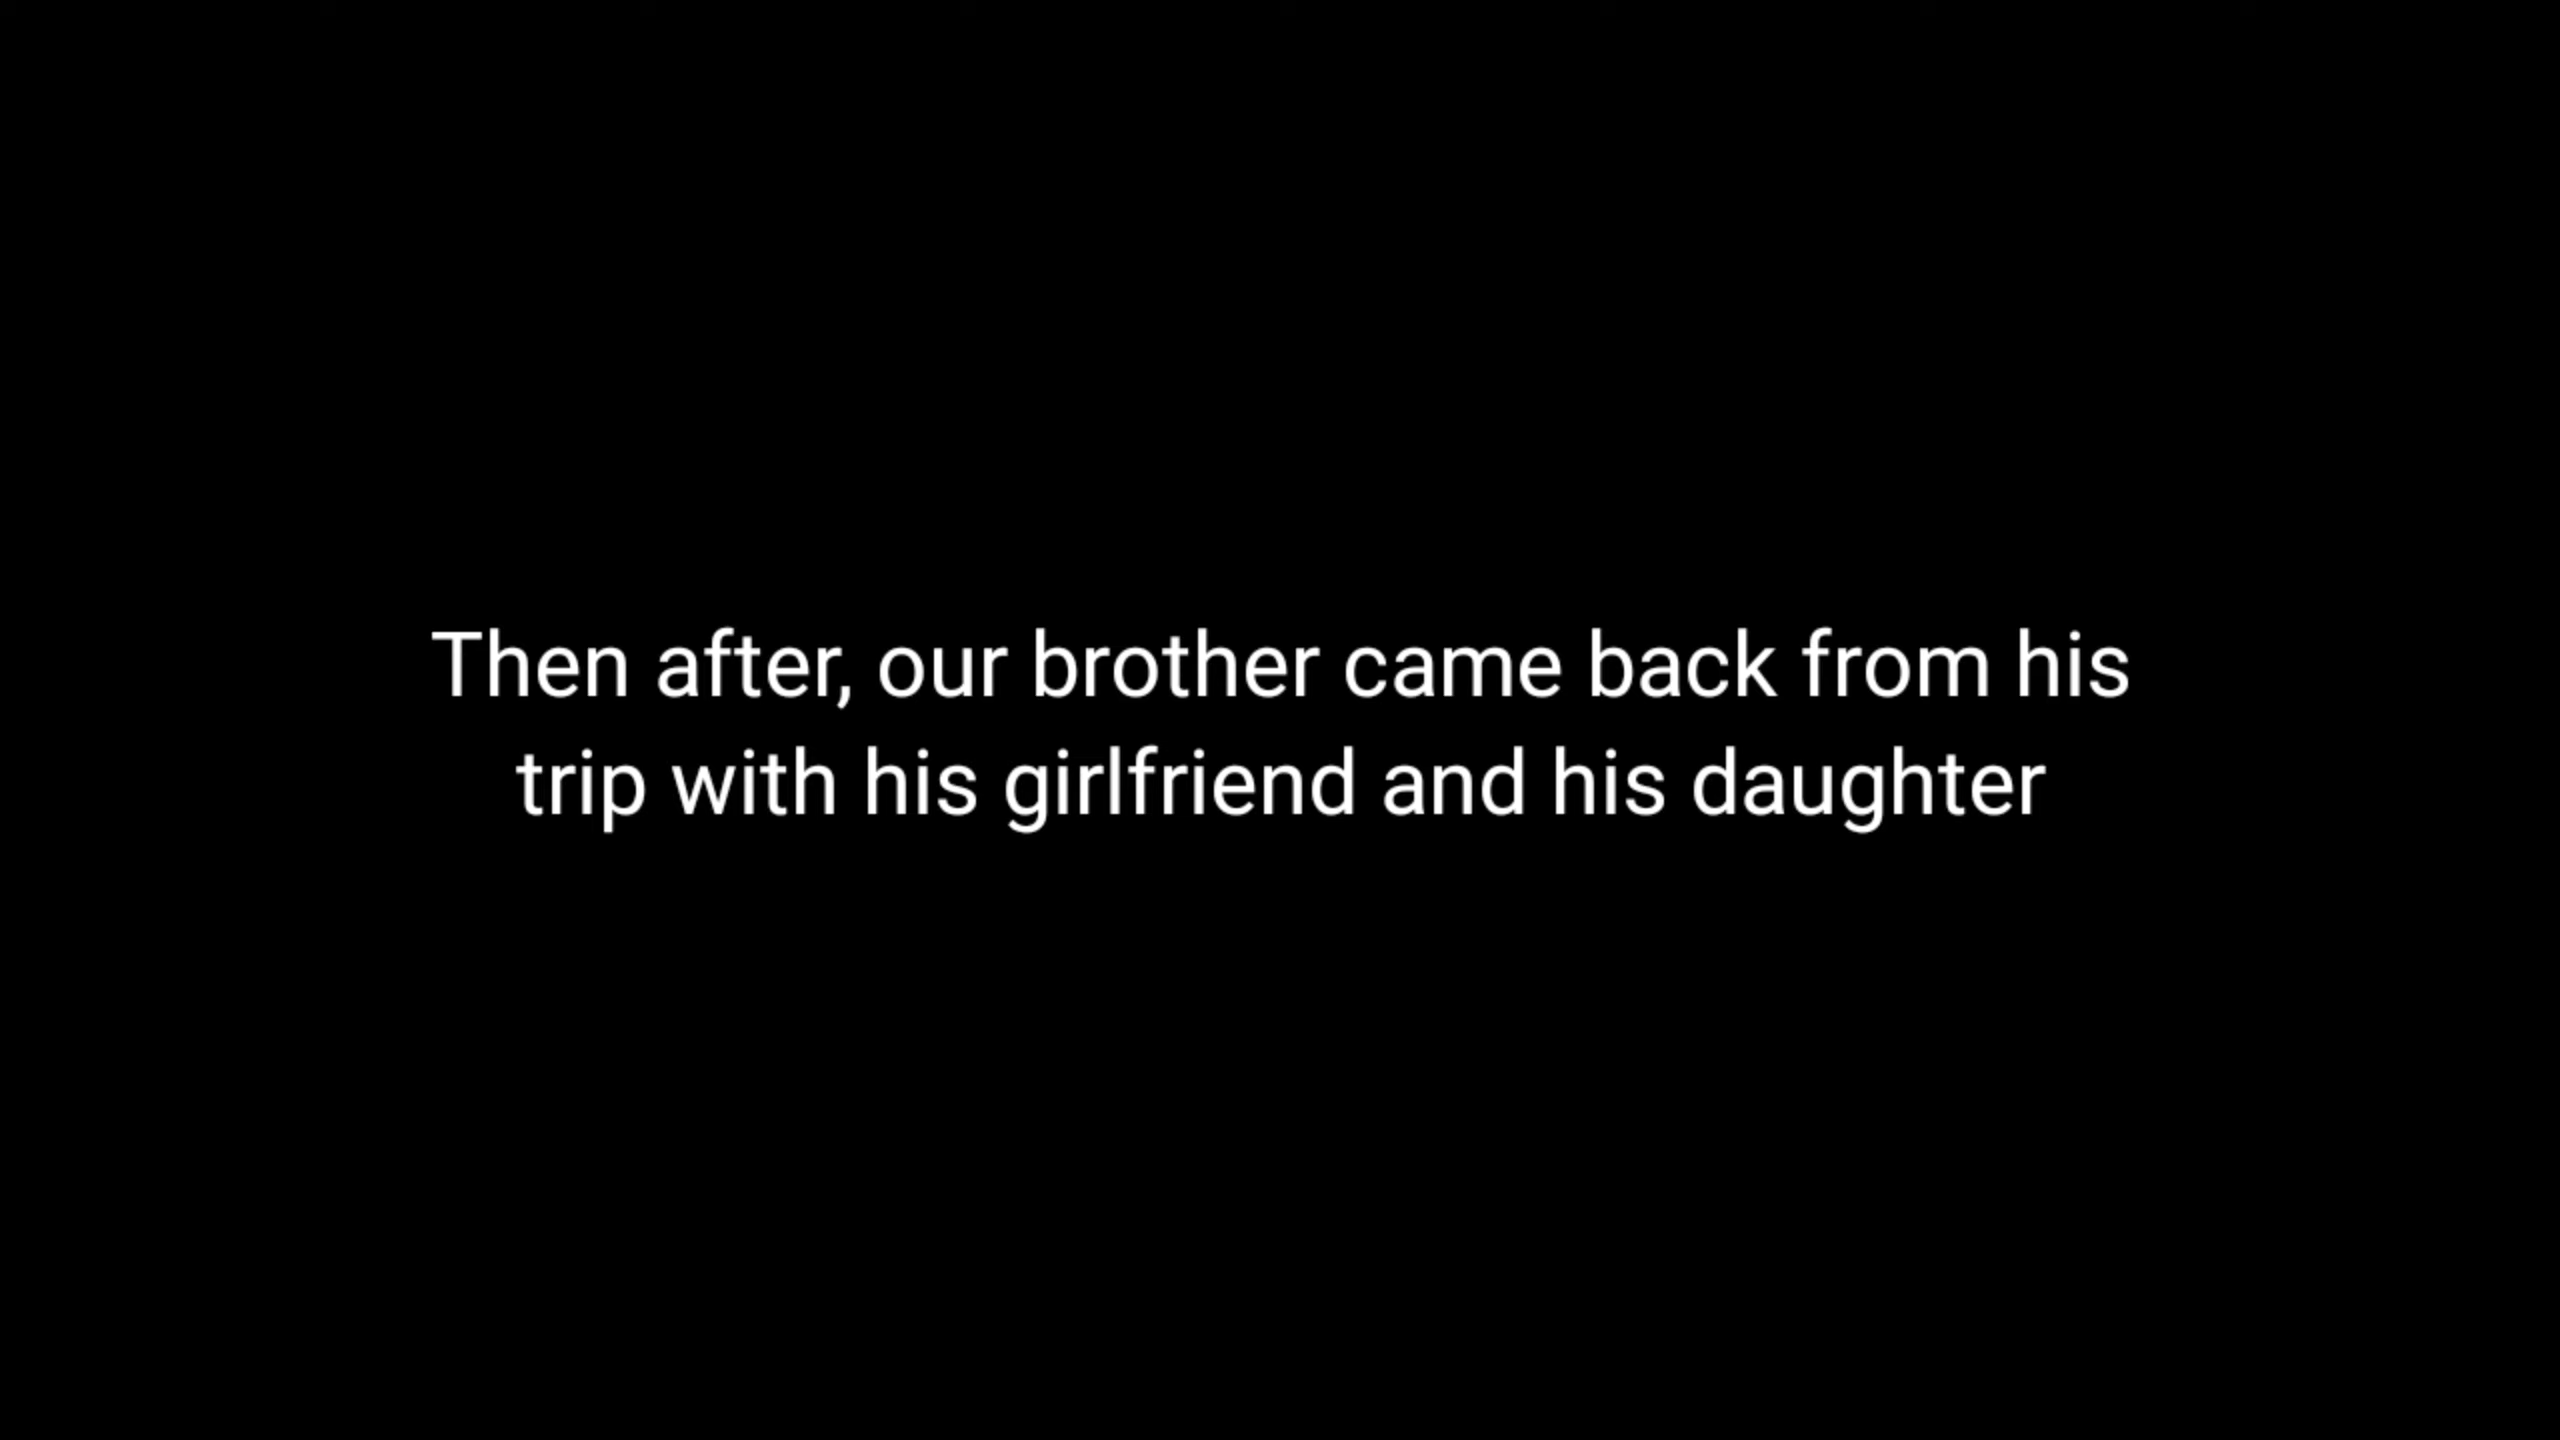 Then after, our brother came back from his
trip with his girlfriend and his daughter